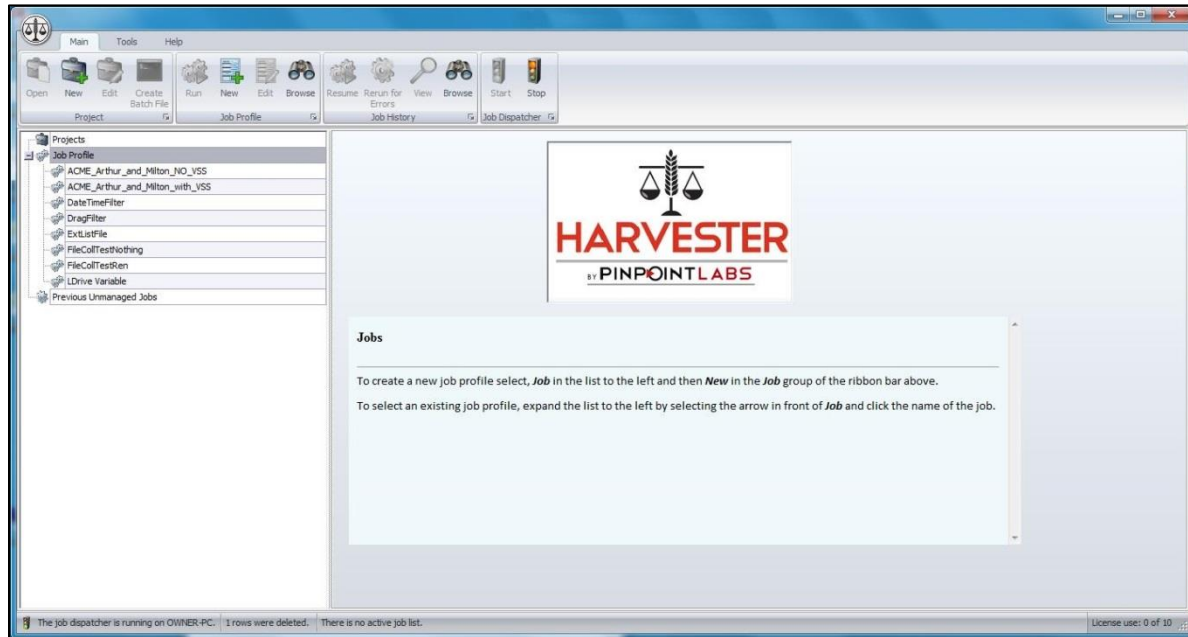 Main Tools Help
Open New Edit Create Batch File Run New Edit Browse Resume Rerun for Errors View Browse Start Stop
Project Job Profile Job History Job Dispatcher
Projects
Job Profile
ACME_Arthur_and_Milton_NO_VSS
ACME_Arthur_and_Milton_with_VSS
DateTimeFilter
DragFilter
ExtListFile
FileCollTestNothing
FileCollTestRen
LDrive Variable
Previous Unmanaged Jobs
HARVESTER
BY PINPOINTLABS
Jobs
To create a new job profile select, Job in the list to the left and then New in the Job group of the ribbon bar above.
To select an existing job profile, expand the list to the left by selecting the arrow in front of Job and click the name of the job.
The job dispatcher is running on OWNER-PC. 1 rows were deleted. There is no active job list. License use: 0 of 10